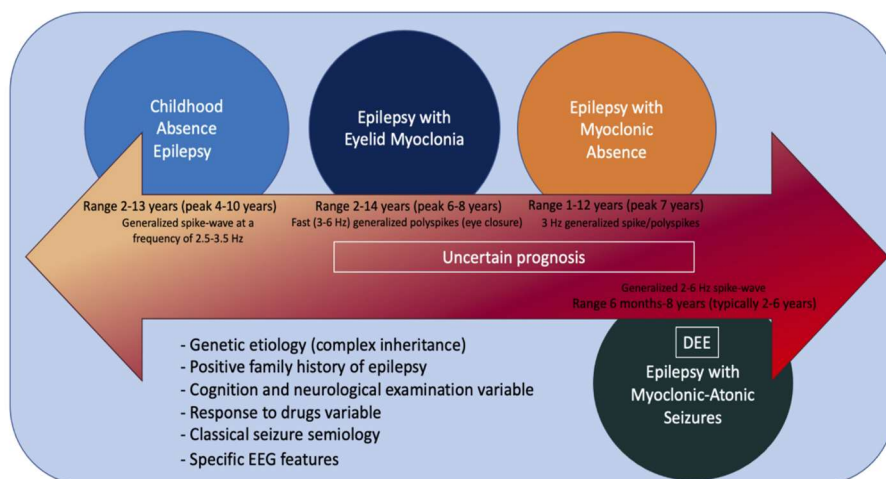 Childhood
Absence
Epilepsy
Epilepsy with
Eyelid Myoclonia
Epilepsy with
Myoclonic
Absence
Range 2-13 years (peak 4-10 years)
Generalized spike-wave at a
frequency of 2.5-3.5 Hz
Range 2-14 years (peak 6-8 years)
Fast (3-6 Hz) generalized polyspikes (eye closure)
Range 1-12 years (peak 7 years)
3 Hz generalized spike/polyspikes
Uncertain prognosis
Generalized 2-6 Hz spike-wave
Range 6 months-8 years (typically 2-6 years)
DEE
Epilepsy with
Myoclonic-Atonic
Seizures
- Genetic etiology (complex inheritance)
- Positive family history of epilepsy
- Cognition and neurological examination variable
- Response to drugs variable
- Classical seizure semiology
- Specific EEG features